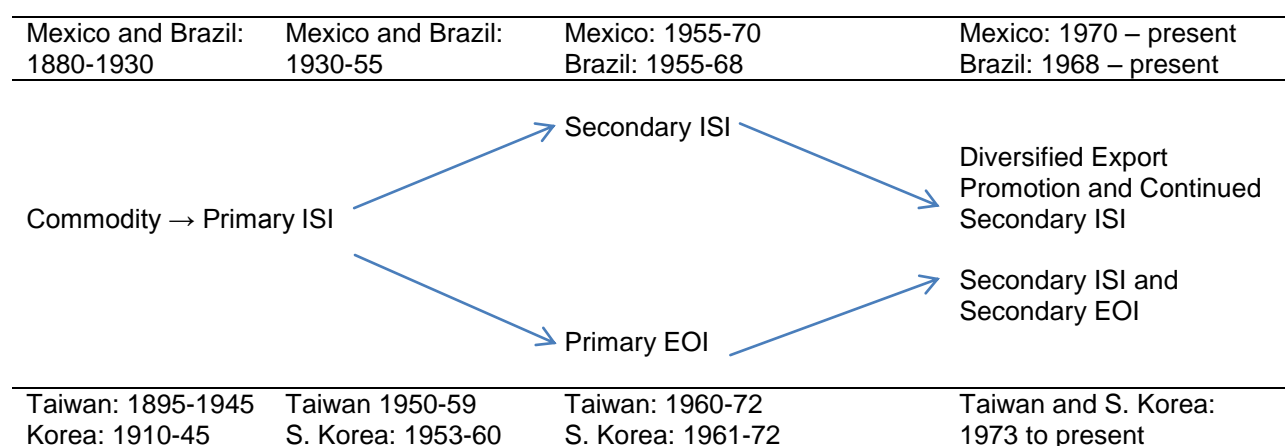 Mexico and Brazil: Mexico and Brazil: Mexico: 1955-70 Mexico: 1970 – present
1880-1930 1930-55 Brazil: 1955-68 Brazil: 1968 – present
Secondary ISI
Diversified Export
Promotion and Continued
Commodity → Primary ISI Secondary ISI
Secondary ISI and
Secondary EOI
Primary EOI
Taiwan: 1895-1945 Taiwan 1950-59 Taiwan: 1960-72 Taiwan and S. Korea:
Korea: 1910-45 S. Korea: 1953-60 S. Korea: 1961-72 1973 to present